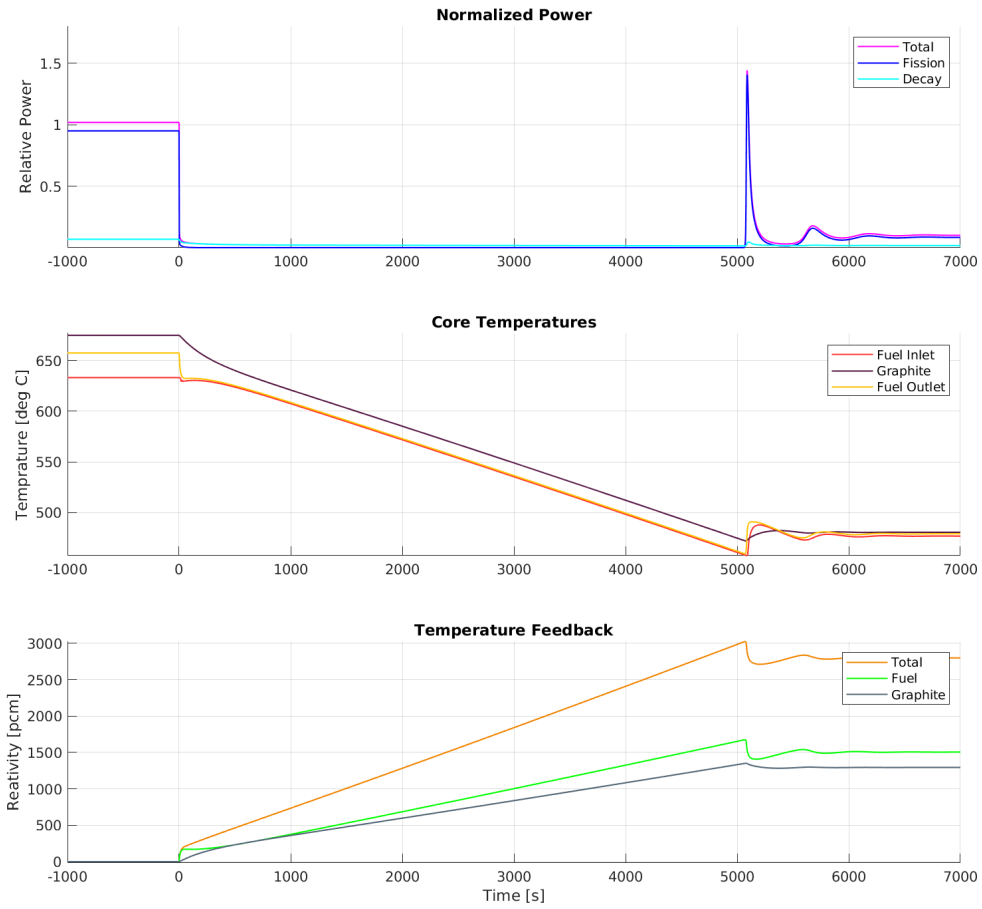 Normalized Power
Relative Power
1.5
1
0.5
Total
Fission
Decay
-1000 0 1000 2000 3000 4000 5000 6000 7000
Core Temperatures
Temprature [deg C]
650
600
550
500
Fuel Inlet
Graphite
Fuel Outlet
-1000 0 1000 2000 3000 4000 5000 6000 7000
Temperature Feedback
Reativity [pcm]
3000
2500
2000
1500
1000
500
0
Total
Fuel
Graphite
-1000 0 1000 2000 3000 4000 5000 6000 7000
Time [s]